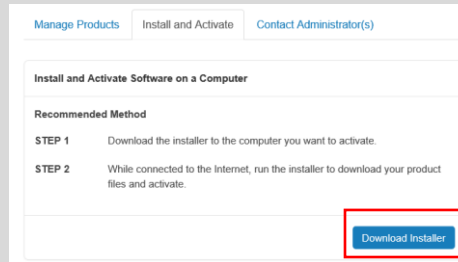 Manage Products Install and Activate Contact Administrator(s)
Install and Activate Software on a Computer
Recommended Method
STEP 1 Download the installer to the computer you want to activate.
STEP 2 While connected to the Internet, run the installer to download your product
files and activate.
Download Installer